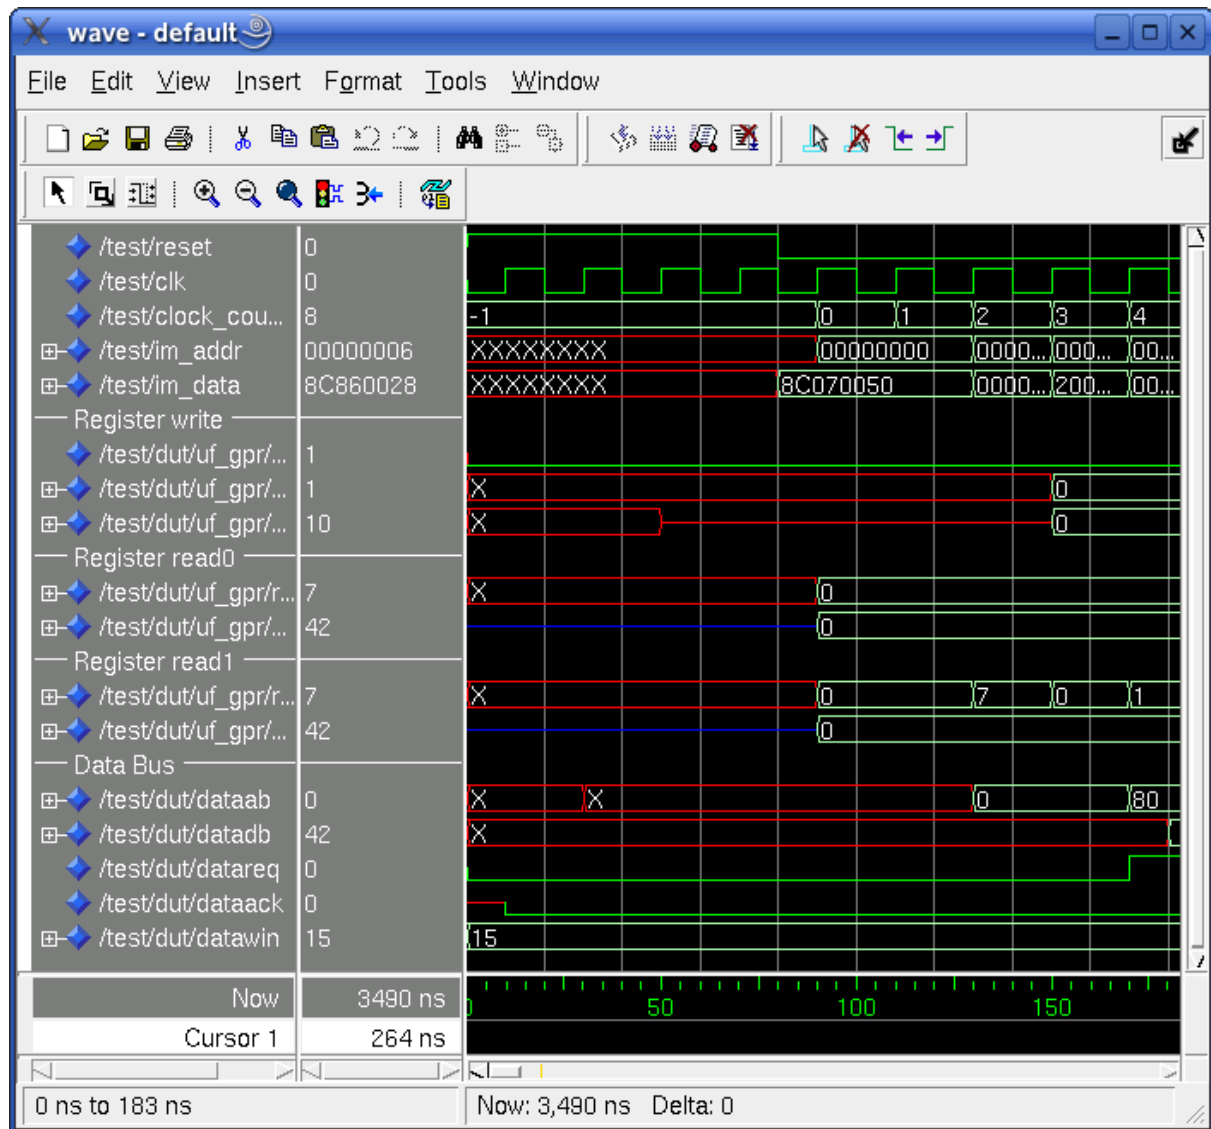 wave - default
File Edit View Insert Format Tools Window
/test/reset 0
/test/clk 0
/test/clock_cou... 8 -1 0 1 2 3 4
/test/im_addr 00000006 XXXXXXXX 00000000 0000... 000... 00...
/test/im_data 8C860028 XXXXXXXX 8C070050 0000... 200... 00...
Register write
/test/dut/uf_gpr/... 1
/test/dut/uf_gpr/... 1 X 0
/test/dut/uf_gpr/... 10 X 0
Register read0
/test/dut/uf_gpr/r... 7 X 0
/test/dut/uf_gpr/... 42 0
Register read1
/test/dut/uf_gpr/r... 7 X 0 7 0 1
/test/dut/uf_gpr/... 42 0
Data Bus
/test/dut/dataab 0 X X 0 80
/test/dut/datadb 42 X
/test/dut/datareq 0
/test/dut/dataack 0
/test/dut/datawin 15 15
Now 3490 ns 50 100 150
Cursor 1 264 ns
0 ns to 183 ns Now: 3,490 ns Delta: 0